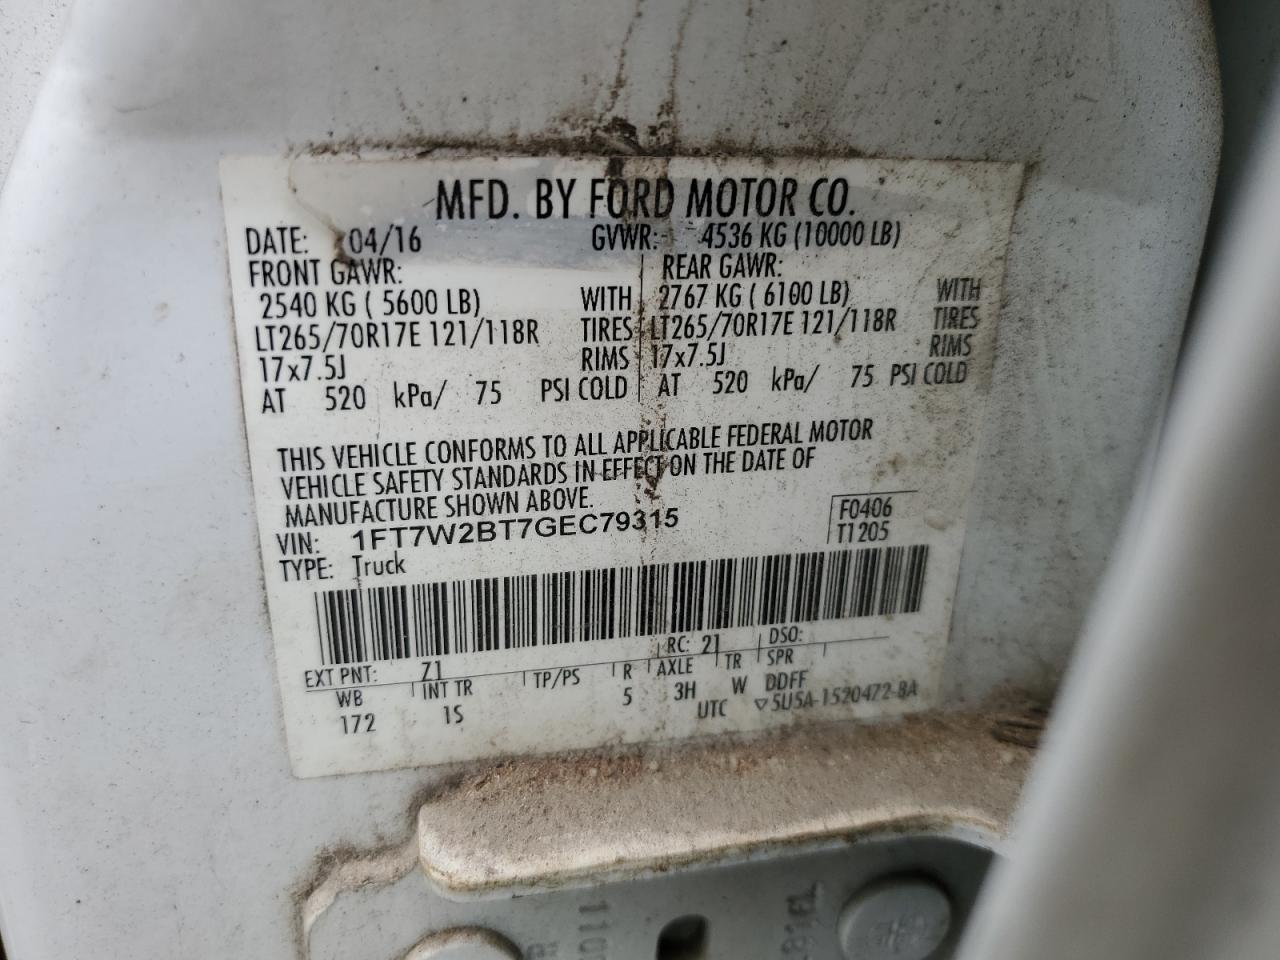 MFD. BY FORD MOTOR CO.
DATE: 04/16 GVWR: 4536 KG (10000 LB)
FRONT GAWR: REAR GAWR:
2540 KG ( 5600 LB) WITH 2767 KG ( 6100 LB) WITH
LT265/70R17E 121/118R TIRES LT265/70R17E 121/118R TIRES
17x7.5J RIMS 17x7.5J RIMS
AT 520 kPa/ 75 PSI COLD AT 520 kPa/ 75 PSI COLD
THIS VEHICLE CONFORMS TO ALL APPLICABLE FEDERAL MOTOR
VEHICLE SAFETY STANDARDS IN EFFECT ON THE DATE OF
MANUFACTURE SHOWN ABOVE.
VIN: 1FT7W2BT7GEC79315 F0406
TYPE: Truck T1205
EXT PNT: Z1 RC: 21 DSO:
WB INT TR TP/PS R AXLE TR SPR
172 1S 5 3H W DDFF
UTC ▽5U5A-1520472-BA